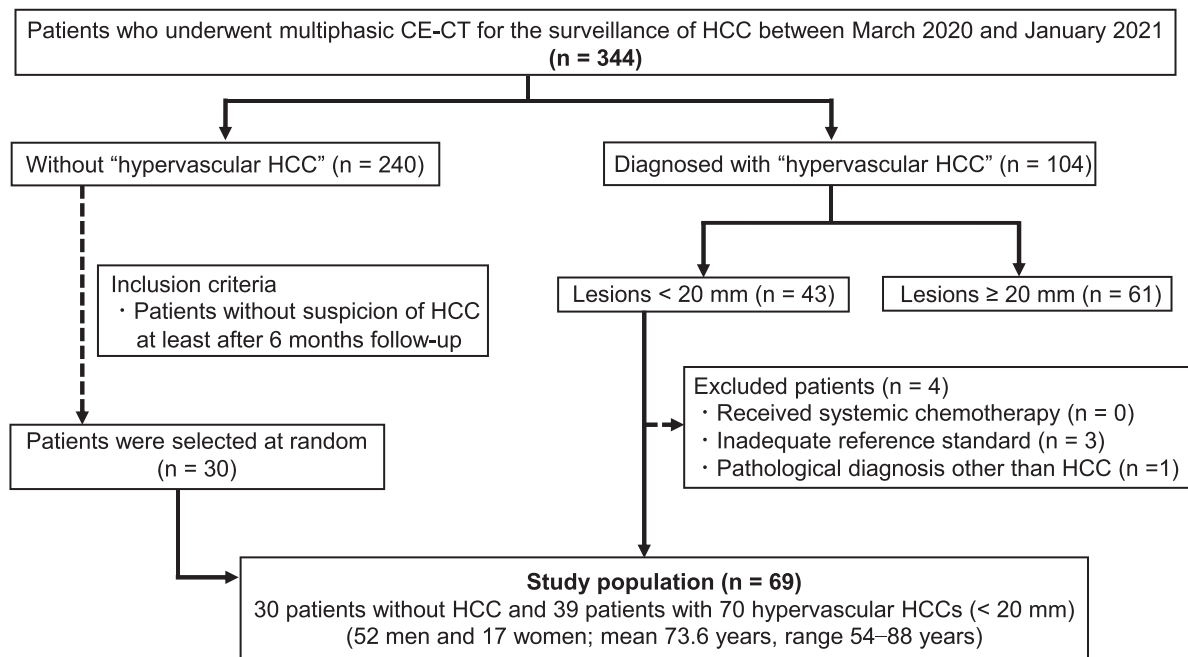 Patients who underwent multiphasic CE-CT for the surveillance of HCC between March 2020 and January 2021
(n = 344)
Without “hypervascular HCC” (n = 240)
Diagnosed with “hypervascular HCC” (n = 104)
Inclusion criteria
・Patients without suspicion of HCC
at least after 6 months follow-up
Lesions < 20 mm (n = 43)
Lesions ≥ 20 mm (n = 61)
Excluded patients (n = 4)
・Received systemic chemotherapy (n = 0)
・Inadequate reference standard (n = 3)
・Pathological diagnosis other than HCC (n =1)
Patients were selected at random
(n = 30)
Study population (n = 69)
30 patients without HCC and 39 patients with 70 hypervascular HCCs (< 20 mm)
(52 men and 17 women; mean 73.6 years, range 54–88 years)